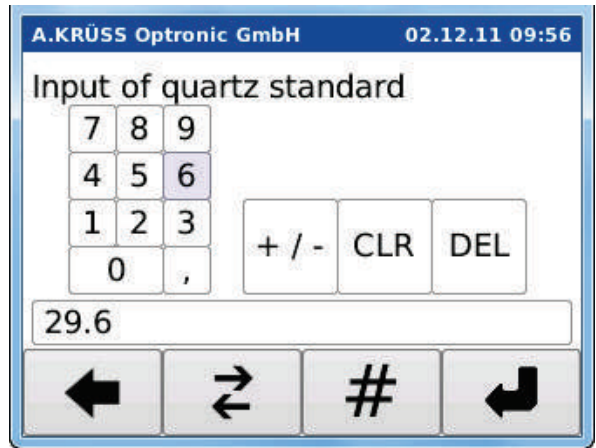 A.KRÜSS Optronic GmbH 02.12.11 09:56
Input of quartz standard
7 8 9
4 5 6
1 2 3
+ / - CLR DEL
0 ,
29.6
#